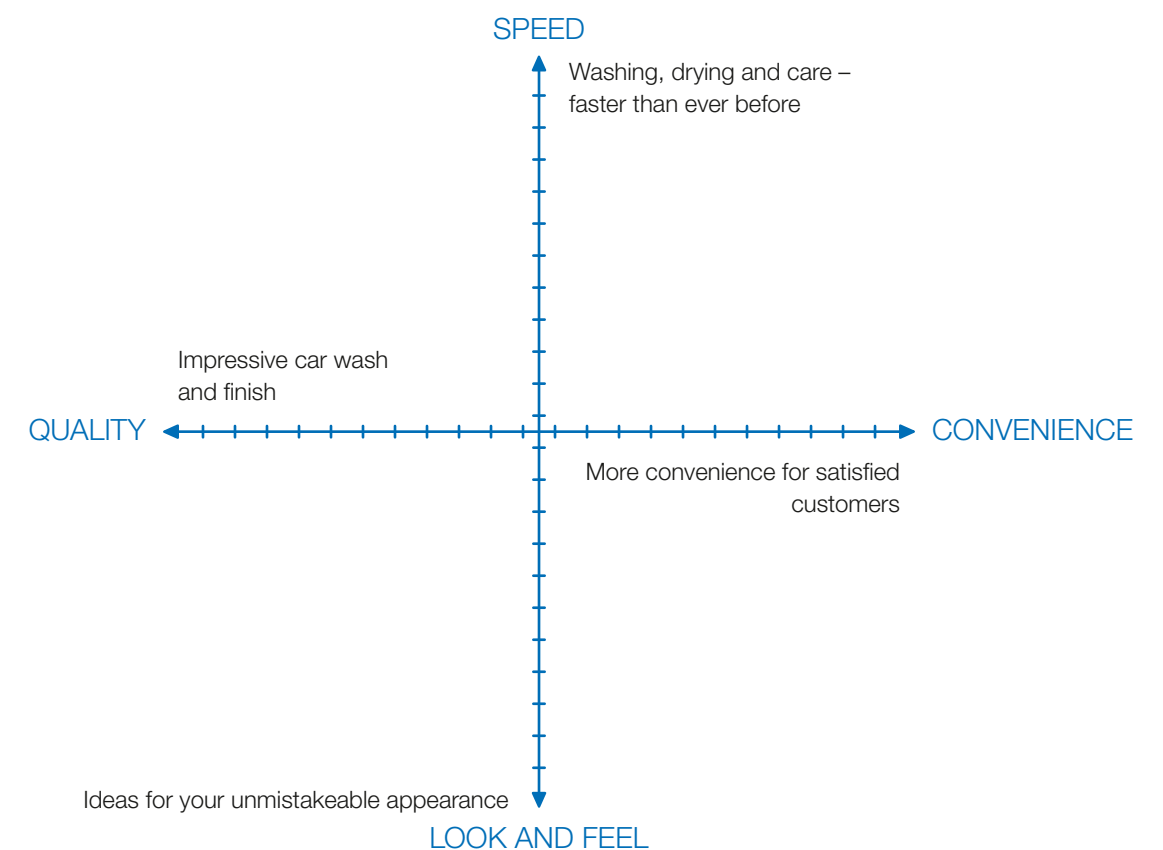 SPEED
Washing, drying and care –
faster than ever before
Impressive car wash
and finish
QUALITY
CONVENIENCE
More convenience for satisfied
customers
Ideas for your unmistakeable appearance
LOOK AND FEEL